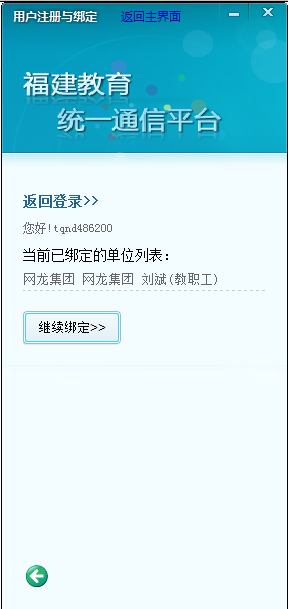 用户注册与绑定 返回主界面
福建教育
统一通信平台
返回登录>>
您好!tqnd486200
当前已绑定的单位列表：
网龙集团 网龙集团 刘斌(教职工)
继续绑定>>